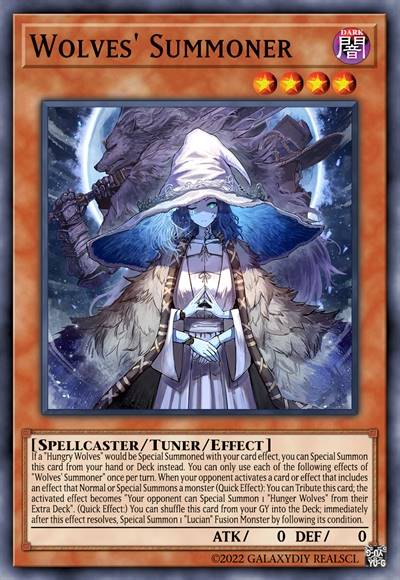 WOLVES' SUMMONER
DARK
闇
[SPELLCASTER/TUNER/EFFECT]
If a "Hungry Wolves" would be Special Summoned with your card effect, you can Special Summon
this card from your hand or Deck instead. You can only use each of the following effects of
"Wolves' Summoner" once per turn. When your opponent activates a card or effect that includes
an effect that Normal or Special Summons a monster (Quick Effect): You can Tribute this card; the
activated effect becomes "Your opponent can Special Summon 1 "Hunger Wolves" from their
Extra Deck". (Quick Effect:) You can shuffle this card from your GY into the Deck; immediately
after this effect resolves, Special Summon 1 "Lucian" Fusion Monster by following its condition.
ATK/ 0 DEF/ 0
©2022 GALAXYDIY REALSCL